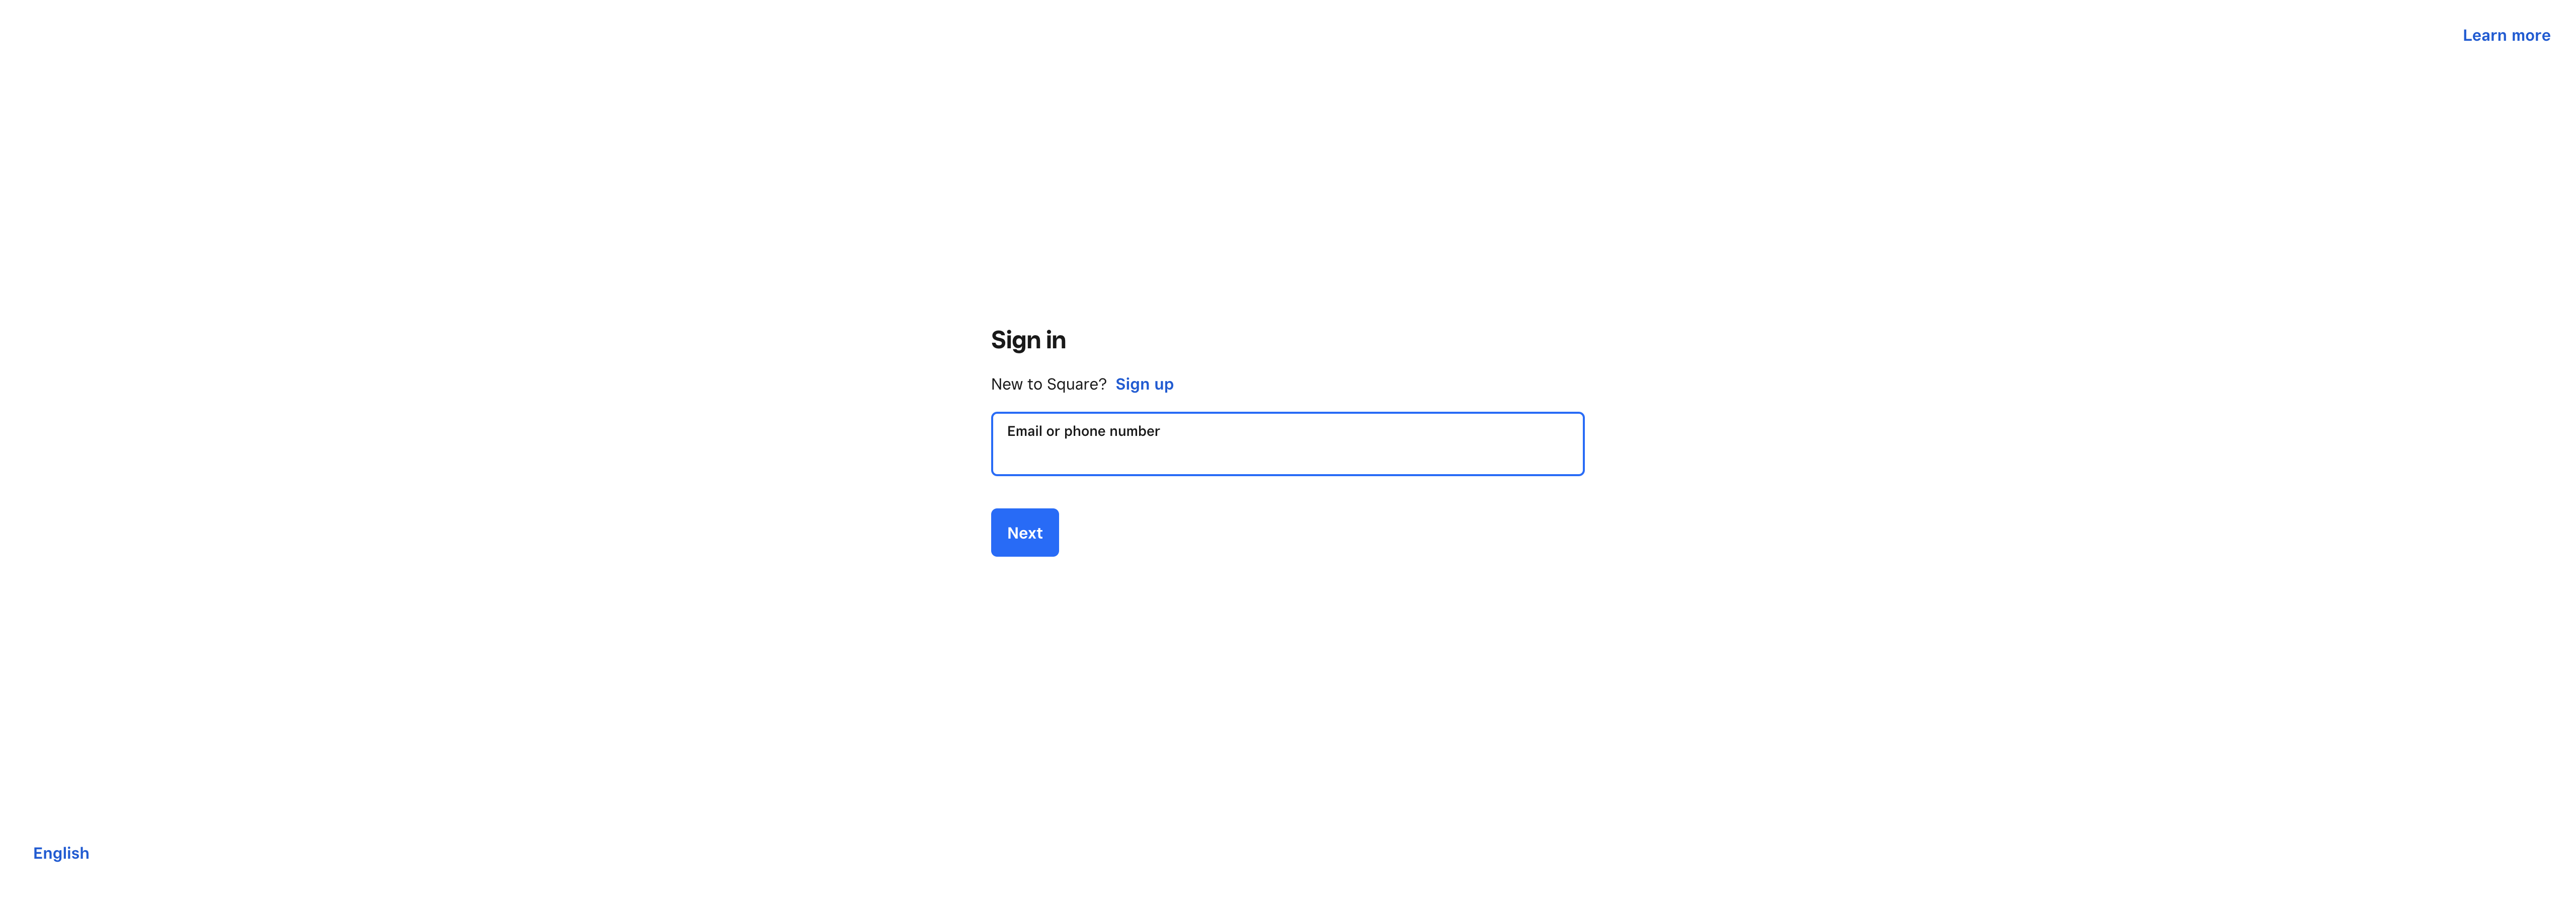 Learn more
Sign in
New to Square? Sign up
Email or phone number
Next
English